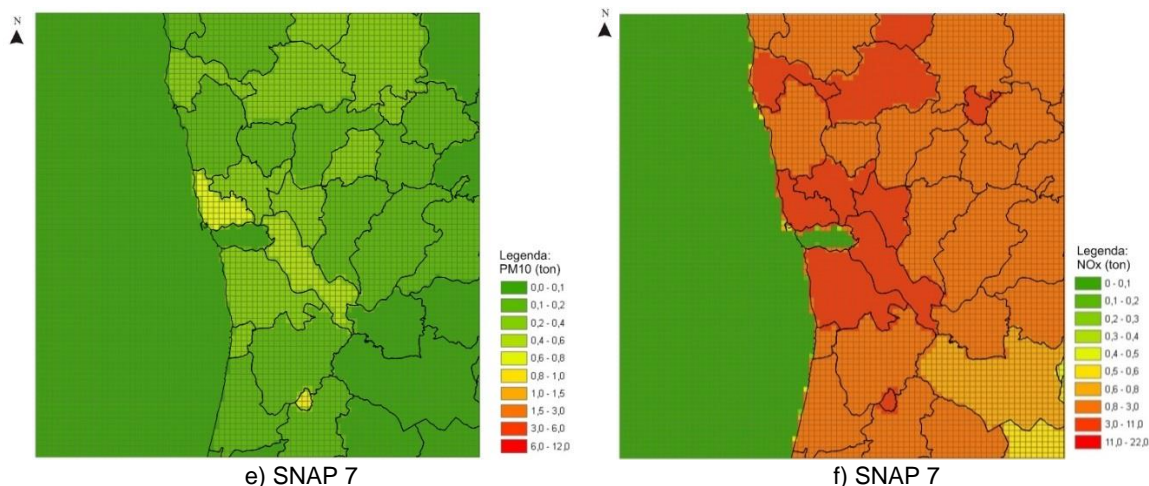 N
Legenda:
PM10 (ton)
0,0 - 0,1
0,1 - 0,2
0,2 - 0,4
0,4 - 0,6
0,6 - 0,8
0,8 - 1,0
1,0 - 1,5
1,5 - 3,0
3,0 - 6,0
6,0 - 12,0
e) SNAP 7
N
Legenda:
NOx (ton)
0 - 0,1
0,1 - 0,2
0,2 - 0,3
0,3 - 0,4
0,4 - 0,5
0,5 - 0,6
0,6 - 0,8
0,8 - 3,0
3,0 - 11,0
11,0 - 22,0
f) SNAP 7